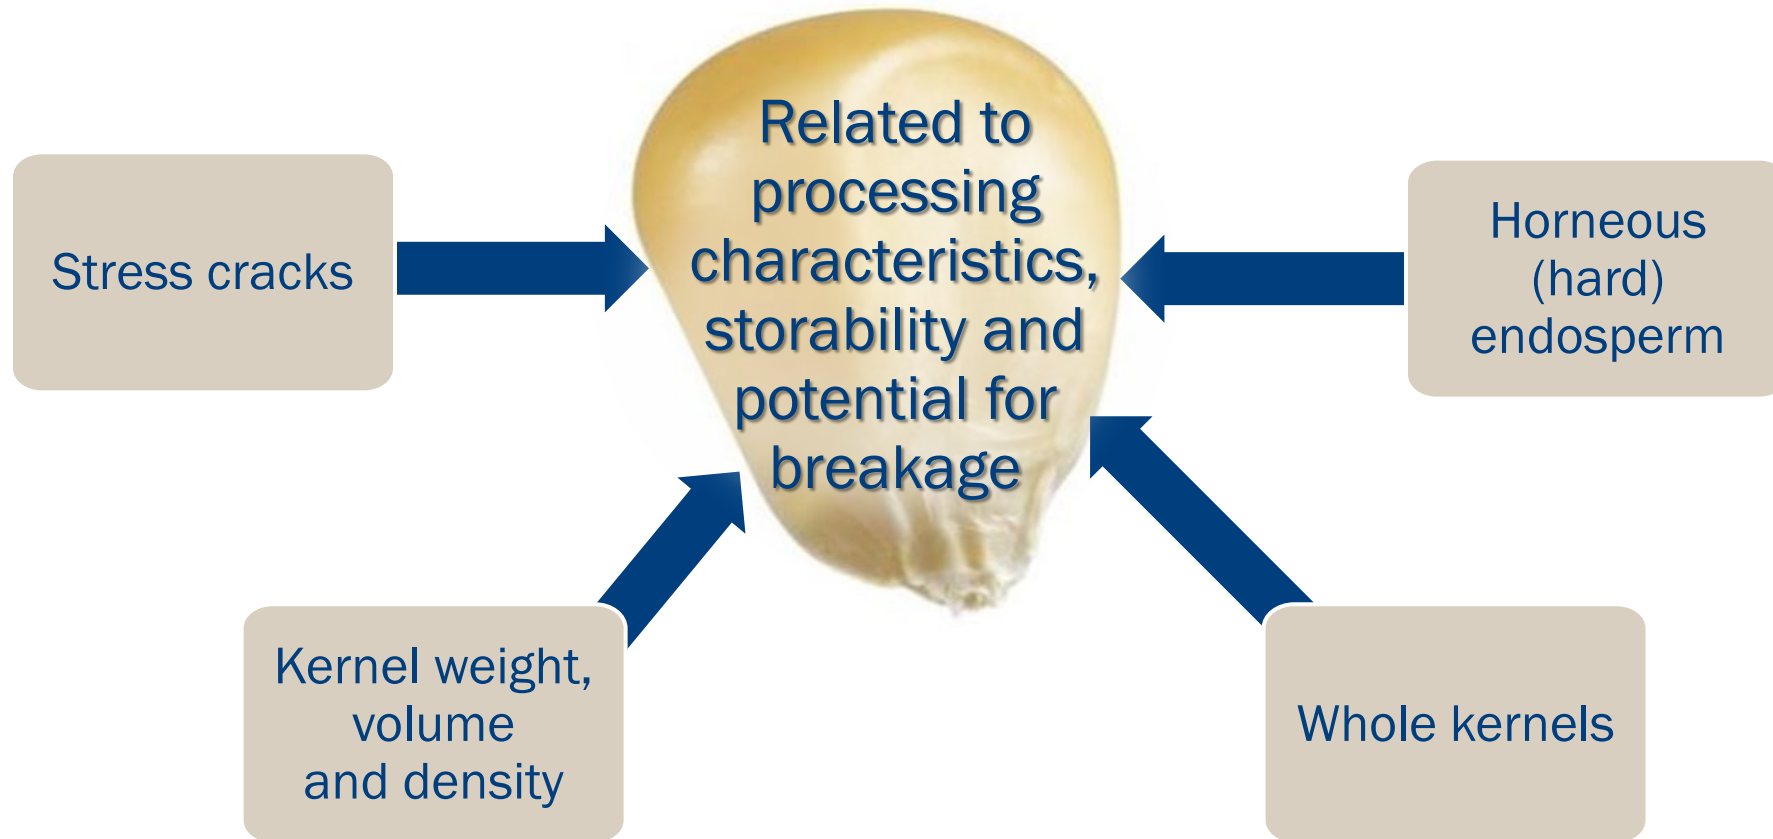 Related to
processing
characteristics,
storability and
potential for
breakage
Stress cracks
Horneous
(hard)
endosperm
Kernel weight,
volume
and density
Whole kernels